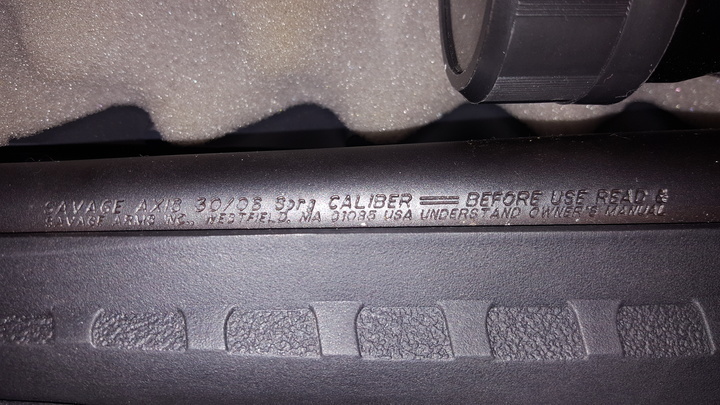 SAVAGE AXIS 30/06 Sprg CALIBER ═══ BEFORE USE READ &
SAVAGE ARMS INC., WESTFIELD, MA 01085 USA UNDERSTAND OWNER'S MANUAL